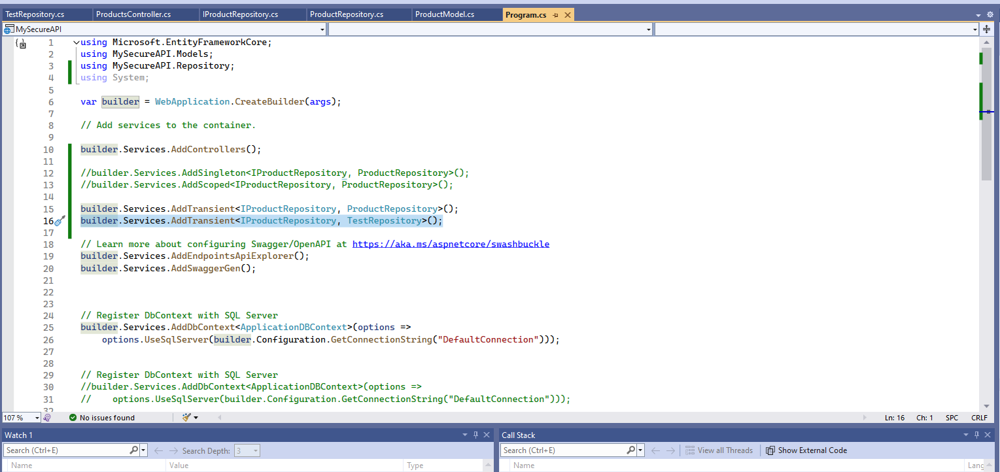 TestRepository.cs ProductsController.cs IProductRepository.cs ProductRepository.cs ProductModel.cs Program.cs
MySecureAPI
1 using Microsoft.EntityFrameworkCore;
2 using MySecureAPI.Models;
3 using MySecureAPI.Repository;
4 using System;
5
6 var builder = WebApplication.CreateBuilder(args);
7
8 // Add services to the container.
9
10 builder.Services.AddControllers();
11
12 //builder.Services.AddSingleton<IProductRepository, ProductRepository>();
13 //builder.Services.AddScoped<IProductRepository, ProductRepository>();
14
15 builder.Services.AddTransient<IProductRepository, ProductRepository>();
16 builder.Services.AddTransient<IProductRepository, TestRepository>();
17
18 // Learn more about configuring Swagger/OpenAPI at https://aka.ms/aspnetcore/swashbuckle
19 builder.Services.AddEndpointsApiExplorer();
20 builder.Services.AddSwaggerGen();
21
22
23
24 // Register DbContext with SQL Server
25 builder.Services.AddDbContext<ApplicationDBContext>(options =>
26 options.UseSqlServer(builder.Configuration.GetConnectionString("DefaultConnection")));
27
28
29 // Register DbContext with SQL Server
30 //builder.Services.AddDbContext<ApplicationDBContext>(options =>
31 // options.UseSqlServer(builder.Configuration.GetConnectionString("DefaultConnection")));
32
107 % No issues found Ln: 16 Ch: 1 SPC CRLF
Watch 1 Call Stack
Search (Ctrl+E) Search Depth: 3 Search (Ctrl+E) View all Threads Show External Code
Name Value Type Name Lang